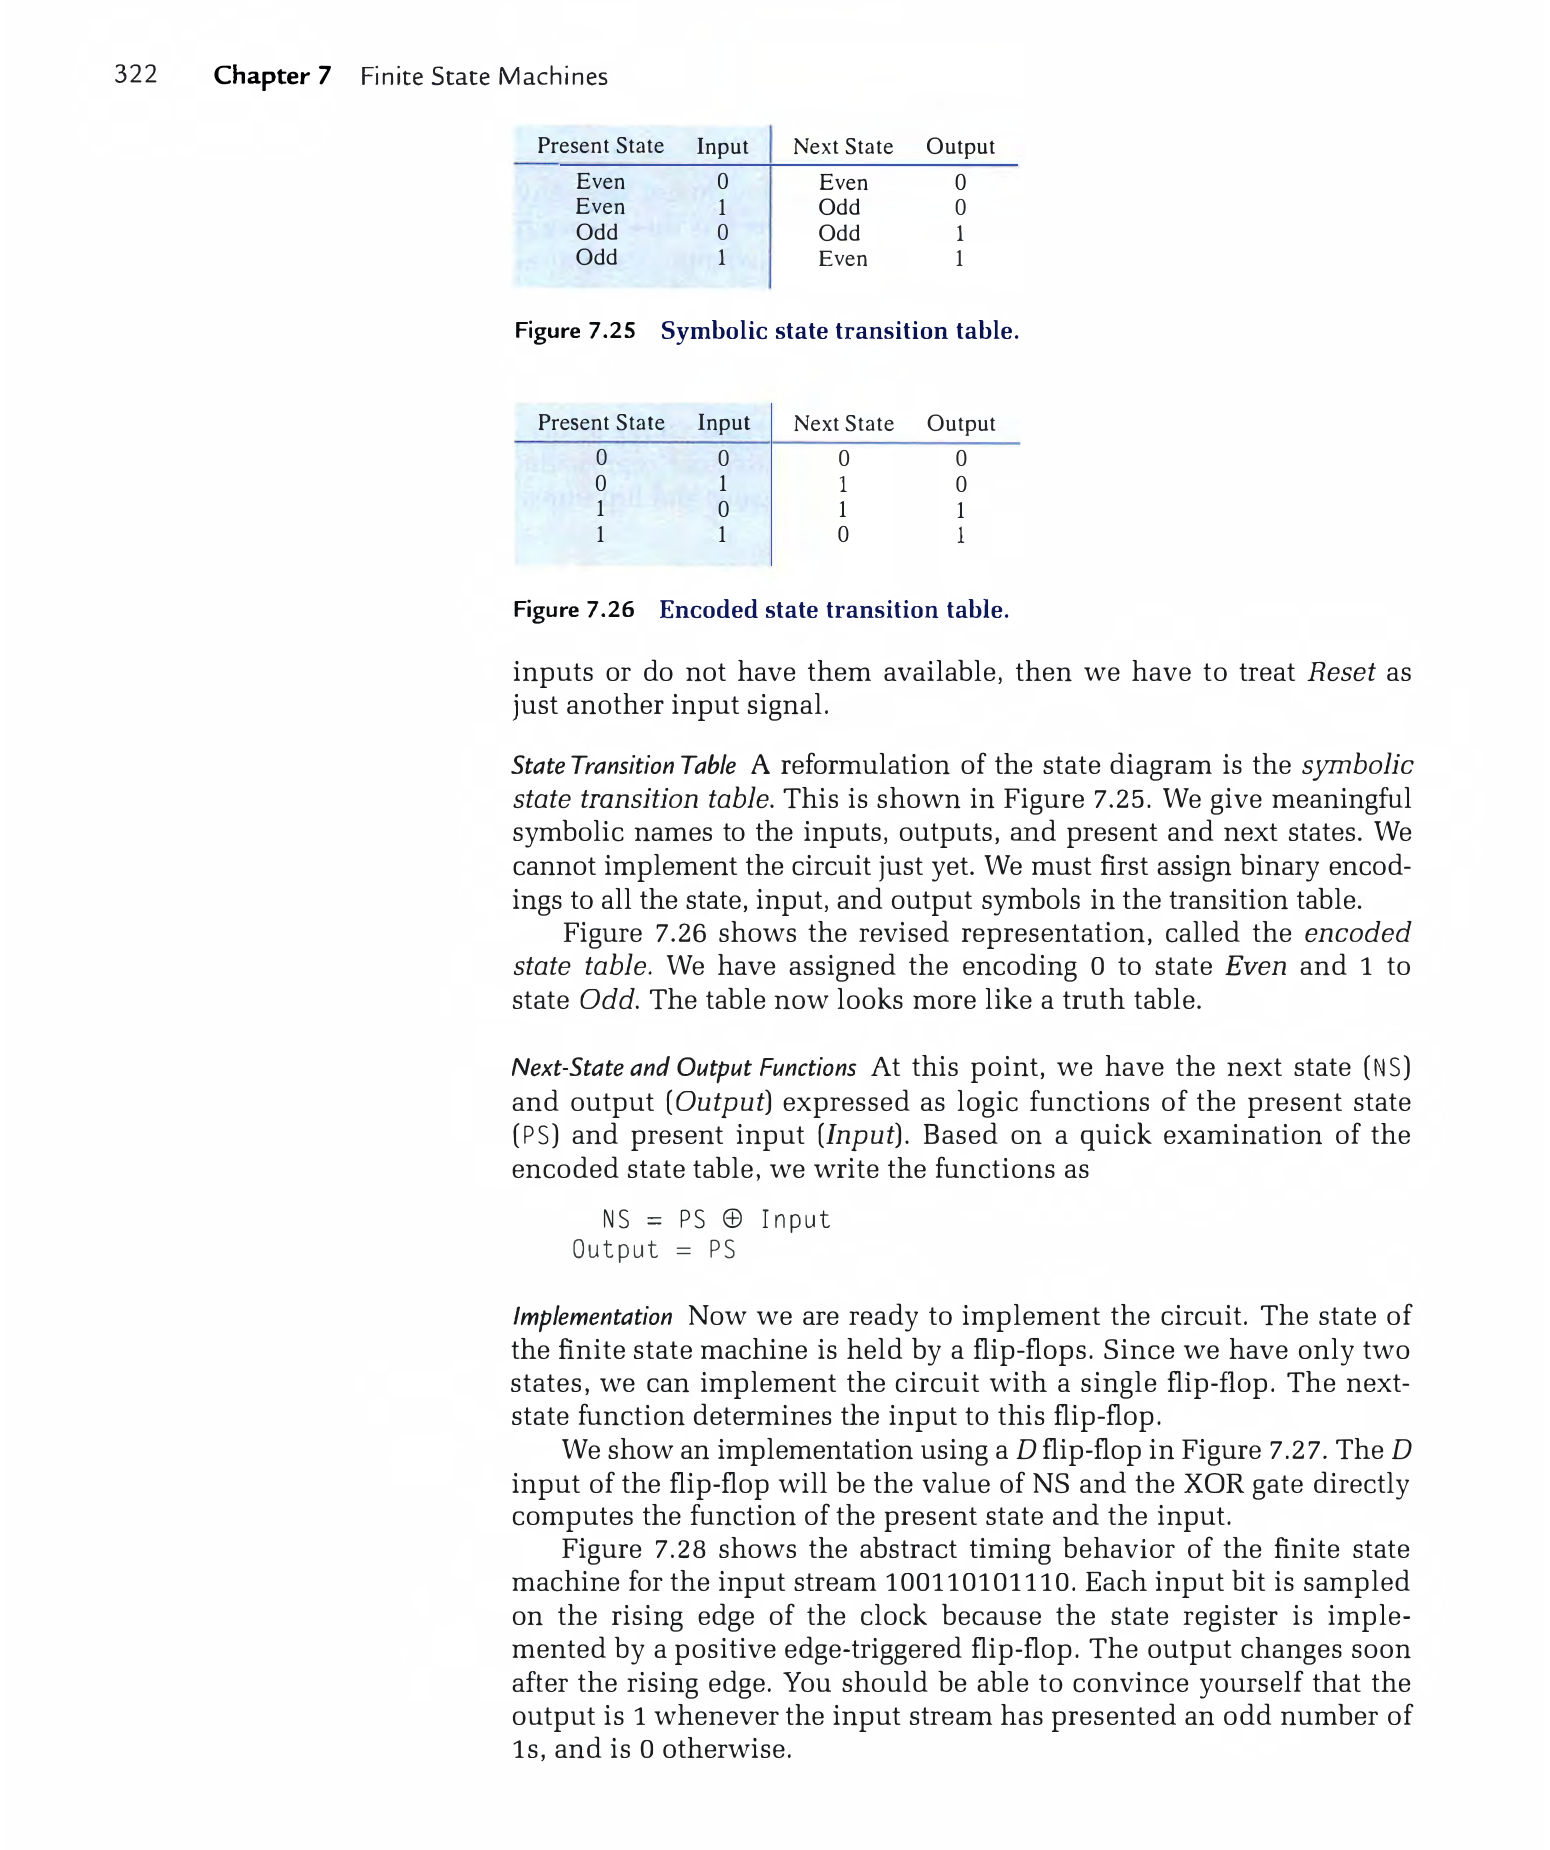 322 Chapter 7 Finite State Machines
Present State Input Next State Output
Even 0 Even 0
Even 1 Odd 0
Odd 0 Odd 1
Odd 1 Even 1
Figure 7.25 Symbolic state transition table.
Present State Input Next State Output
0 0 0 0
0 1 1 0
1 0 1 1
1 1 0 1
Figure 7.26 Encoded state transition table.
inputs or do not have them available, then we have to treat Reset as
just another input signal.
State Transition Table A reformulation of the state diagram is the symbolic
state transition table. This is shown in Figure 7.25. We give meaningful
symbolic names to the inputs, outputs, and present and next states. We
cannot implement the circuit just yet. We must first assign binary encod-
ings to all the state, input, and output symbols in the transition table.
Figure 7.26 shows the revised representation, called the encoded
state table. We have assigned the encoding 0 to state Even and 1 to
state Odd. The table now looks more like a truth table.
Next-State and Output Functions At this point, we have the next state (NS)
and output (Output) expressed as logic functions of the present state
(PS) and present input (Input). Based on a quick examination of the
encoded state table, we write the functions as
NS = PS ⊕ Input
Output = PS
Implementation Now we are ready to implement the circuit. The state of
the finite state machine is held by a flip-flops. Since we have only two
states, we can implement the circuit with a single flip-flop. The next-
state function determines the input to this flip-flop.
We show an implementation using a D flip-flop in Figure 7.27. The D
input of the flip-flop will be the value of NS and the XOR gate directly
computes the function of the present state and the input.
Figure 7.28 shows the abstract timing behavior of the finite state
machine for the input stream 100110101110. Each input bit is sampled
on the rising edge of the clock because the state register is imple-
mented by a positive edge-triggered flip-flop. The output changes soon
after the rising edge. You should be able to convince yourself that the
output is 1 whenever the input stream has presented an odd number of
1s, and is 0 otherwise.